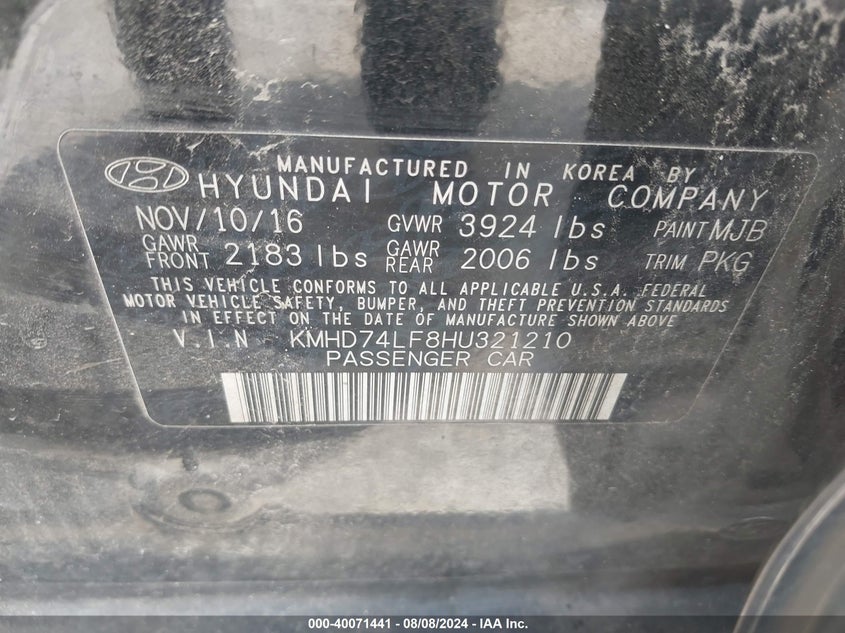 MANUFACTURED IN KOREA BY
HYUNDAI MOTOR COMPANY
NOV/10/16 GVWR 3924 lbs PAINT MJB
GAWR FRONT 2183 lbs GAWR REAR 2006 lbs TRIM PKG
THIS VEHICLE CONFORMS TO ALL APPLICABLE U.S.A. FEDERAL
MOTOR VEHICLE SAFETY, BUMPER, AND THEFT PREVENTION STANDARDS
IN EFFECT ON THE DATE OF MANUFACTURE SHOWN ABOVE
V.I.N KMHD74LF8HU321210
PASSENGER CAR
000-40071441 - 08/08/2024 - IAA Inc.